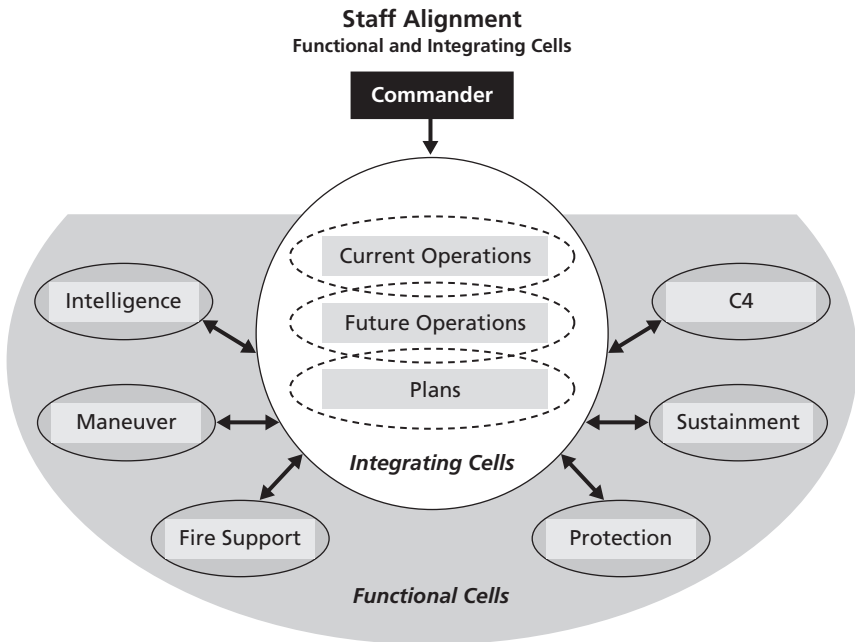 Staff Alignment
Functional and Integrating Cells
Commander
Current Operations
Future Operations
Plans
Integrating Cells
Intelligence
Maneuver
Fire Support
C4
Sustainment
Protection
Functional Cells